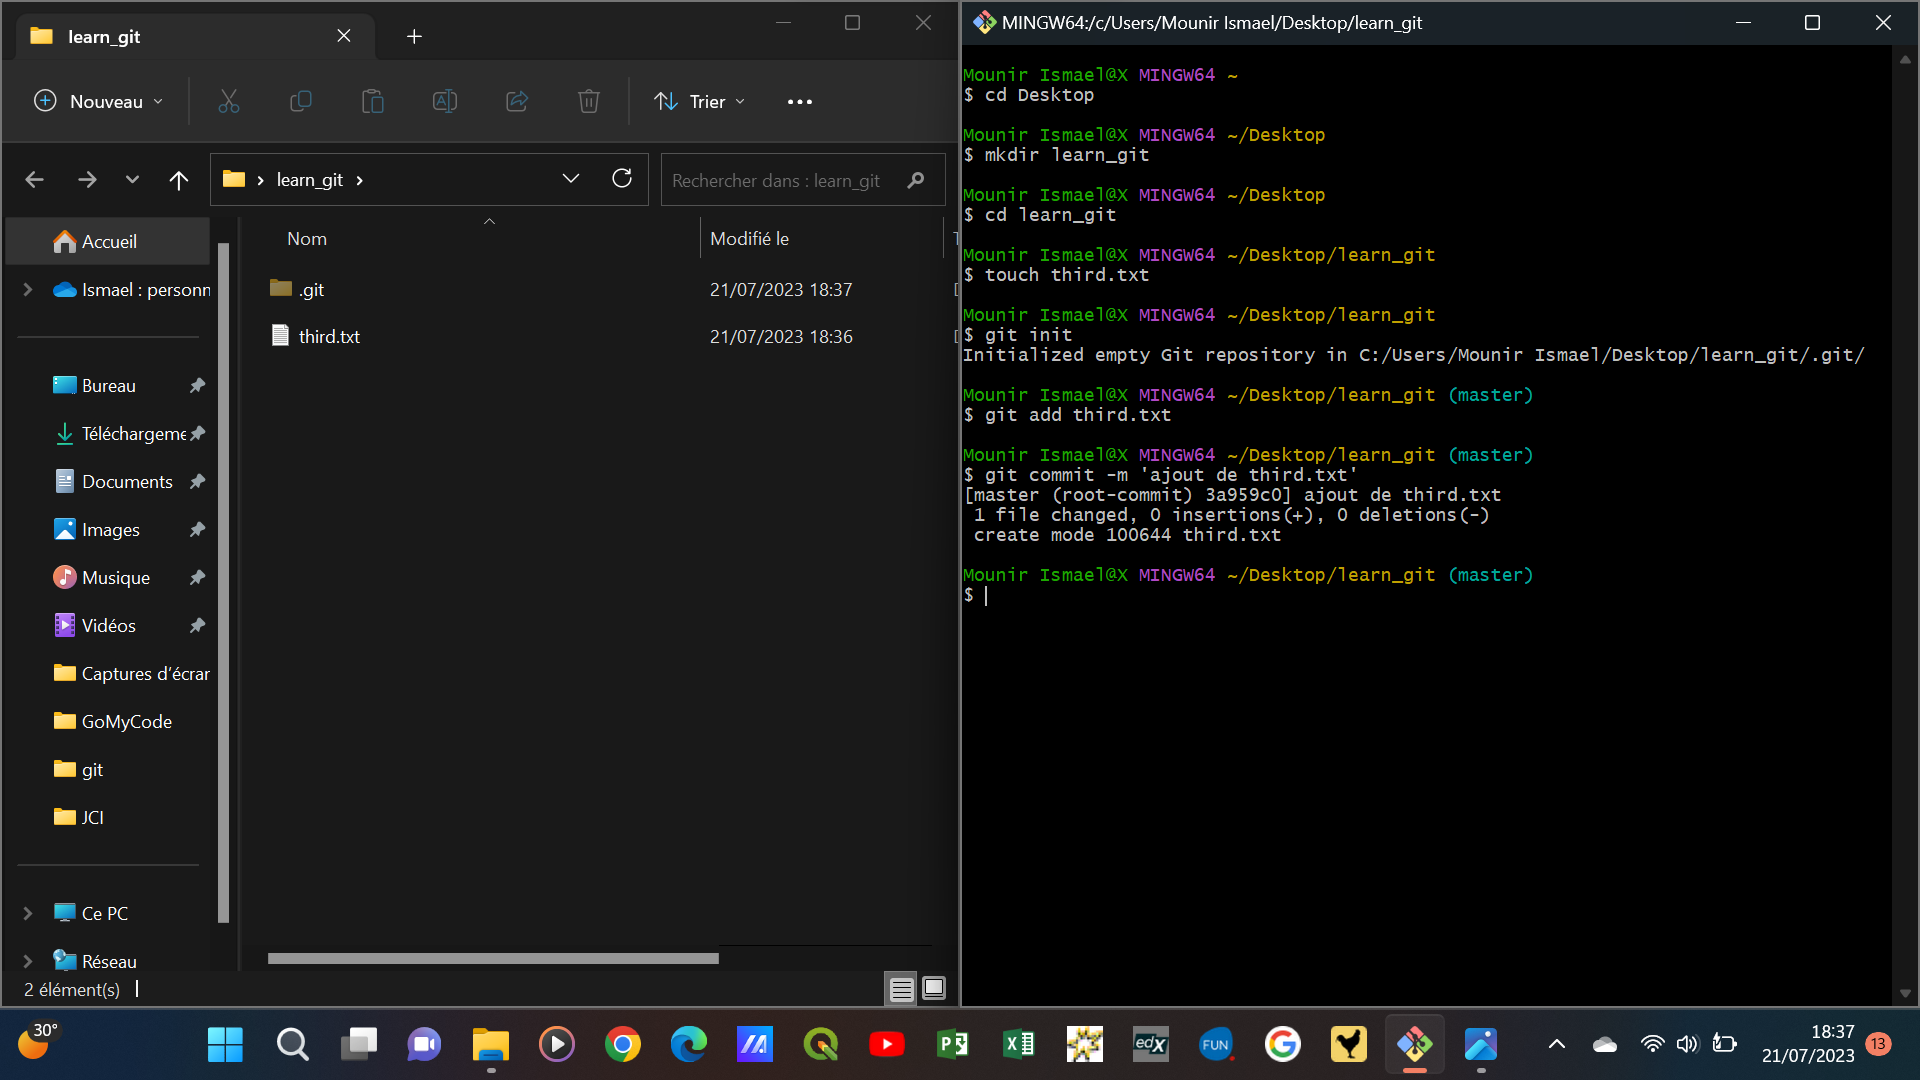 learn_git
Nouveau
Trier
learn_git
Rechercher dans : learn_git
Nom
Modifié le
.git
21/07/2023 18:37
third.txt
21/07/2023 18:36
Accueil
Ismael : personn
Bureau
Téléchargeme
Documents
Images
Musique
Vidéos
Captures d'écrar
GoMyCode
git
JCI
Ce PC
Réseau
2 élément(s)
MINGW64:/c/Users/Mounir Ismael/Desktop/learn_git
Mounir Ismael@X MINGW64 ~
$ cd Desktop
Mounir Ismael@X MINGW64 ~/Desktop
$ mkdir learn_git
Mounir Ismael@X MINGW64 ~/Desktop
$ cd learn_git
Mounir Ismael@X MINGW64 ~/Desktop/learn_git
$ touch third.txt
Mounir Ismael@X MINGW64 ~/Desktop/learn_git
$ git init
Initialized empty Git repository in C:/Users/Mounir Ismael/Desktop/learn_git/.git/
Mounir Ismael@X MINGW64 ~/Desktop/learn_git (master)
$ git add third.txt
Mounir Ismael@X MINGW64 ~/Desktop/learn_git (master)
$ git commit -m 'ajout de third.txt'
[master (root-commit) 3a959c0] ajout de third.txt
 1 file changed, 0 insertions(+), 0 deletions(-)
 create mode 100644 third.txt
Mounir Ismael@X MINGW64 ~/Desktop/learn_git (master)
$
30°
edX
FUN
18:37
21/07/2023
13